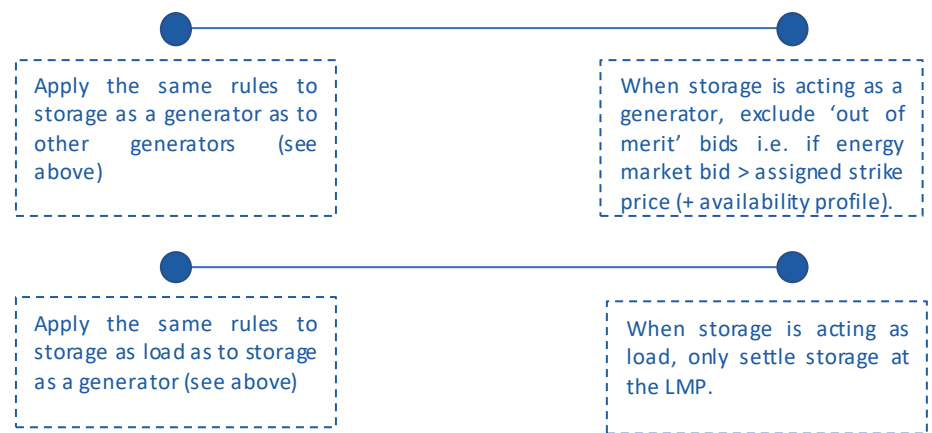 Apply the same rules to
storage as a generator as to
other generators (see
above)
When storage is acting as a
generator, exclude ‘out of
merit’ bids i.e. if energy
market bid > assigned strike
price (+ availability profile).
Apply the same rules to
storage as load as to storage
as a generator (see above)
When storage is acting as
load, only settle storage at
the LMP.